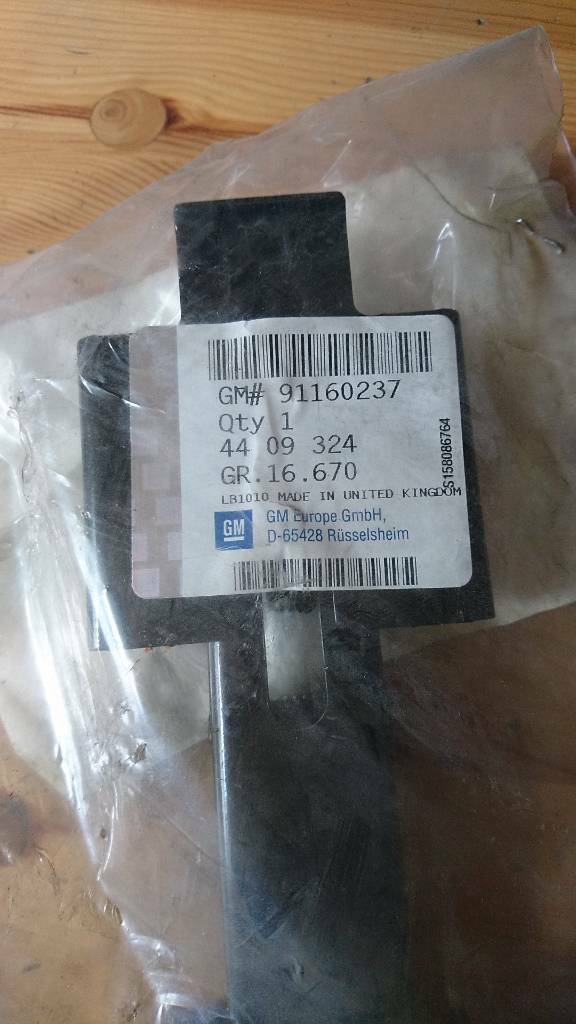 GM# 91160237
Qty 1
44 09 324
GR.16.670
LB1010 MADE IN UNITED KINGDOM
GM
GM Europe GmbH,
D-65428 Rüsselsheim
S158086764